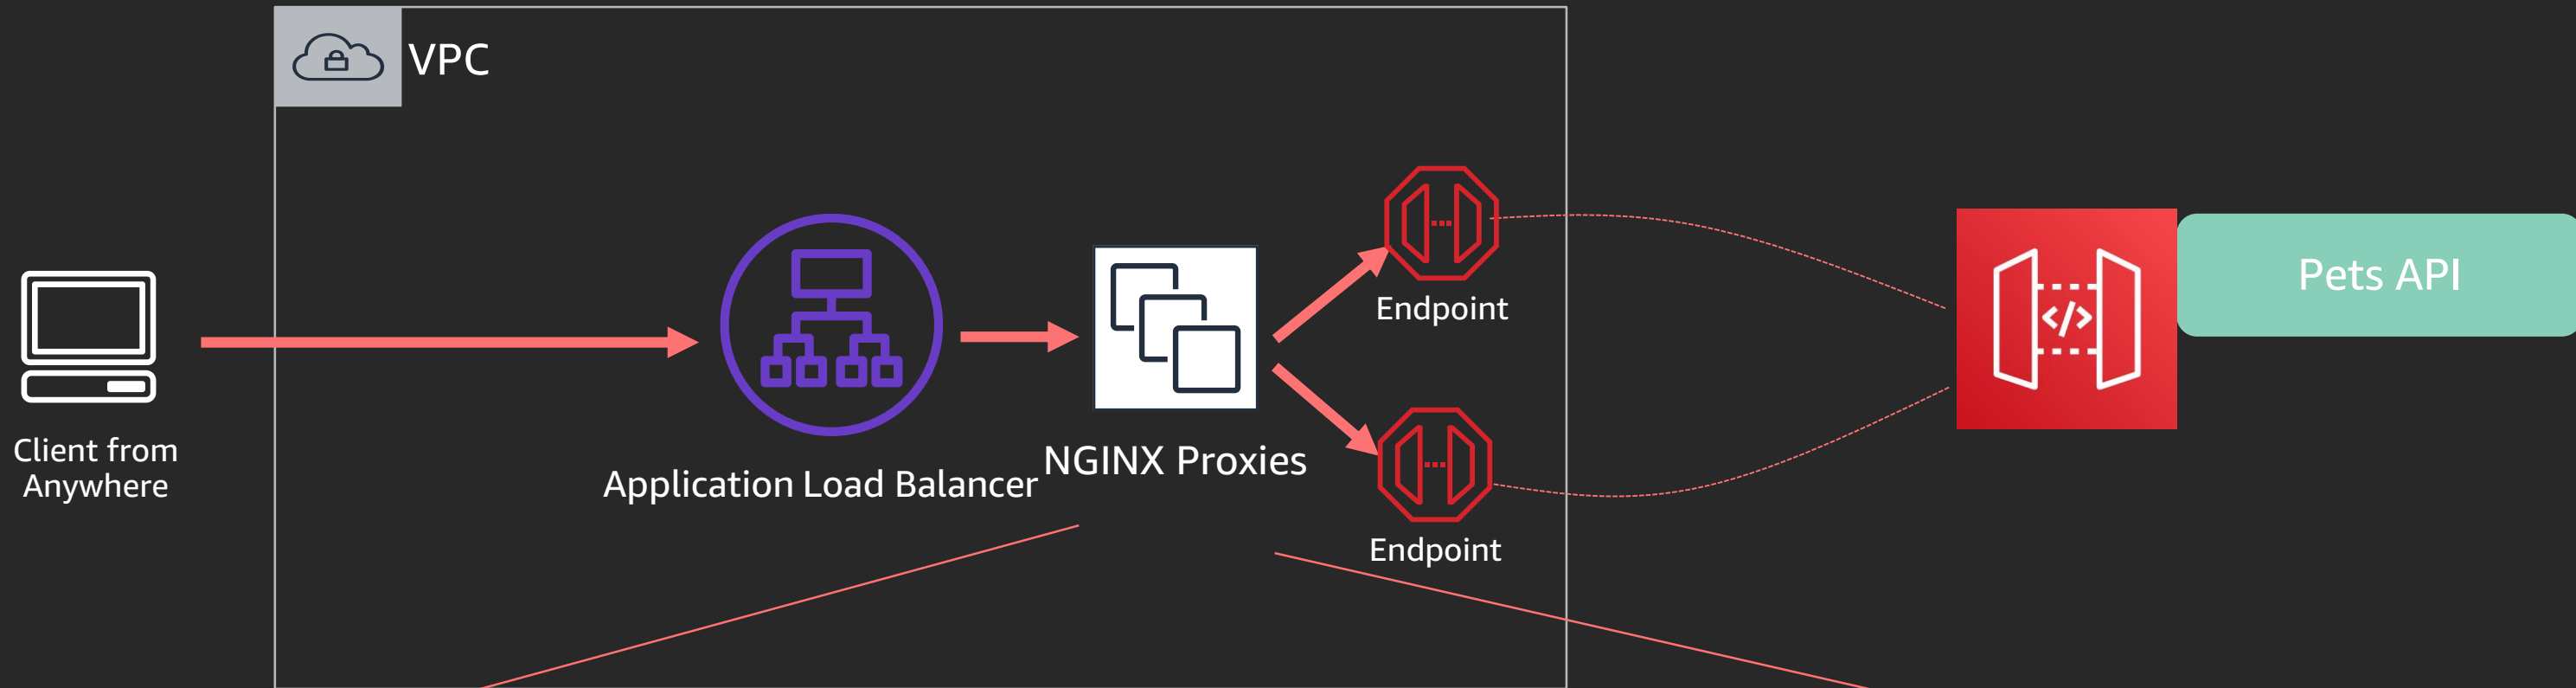 VPC
Client from
Anywhere
Application Load Balancer
NGINX Proxies
Endpoint
Endpoint
</>
Pets API